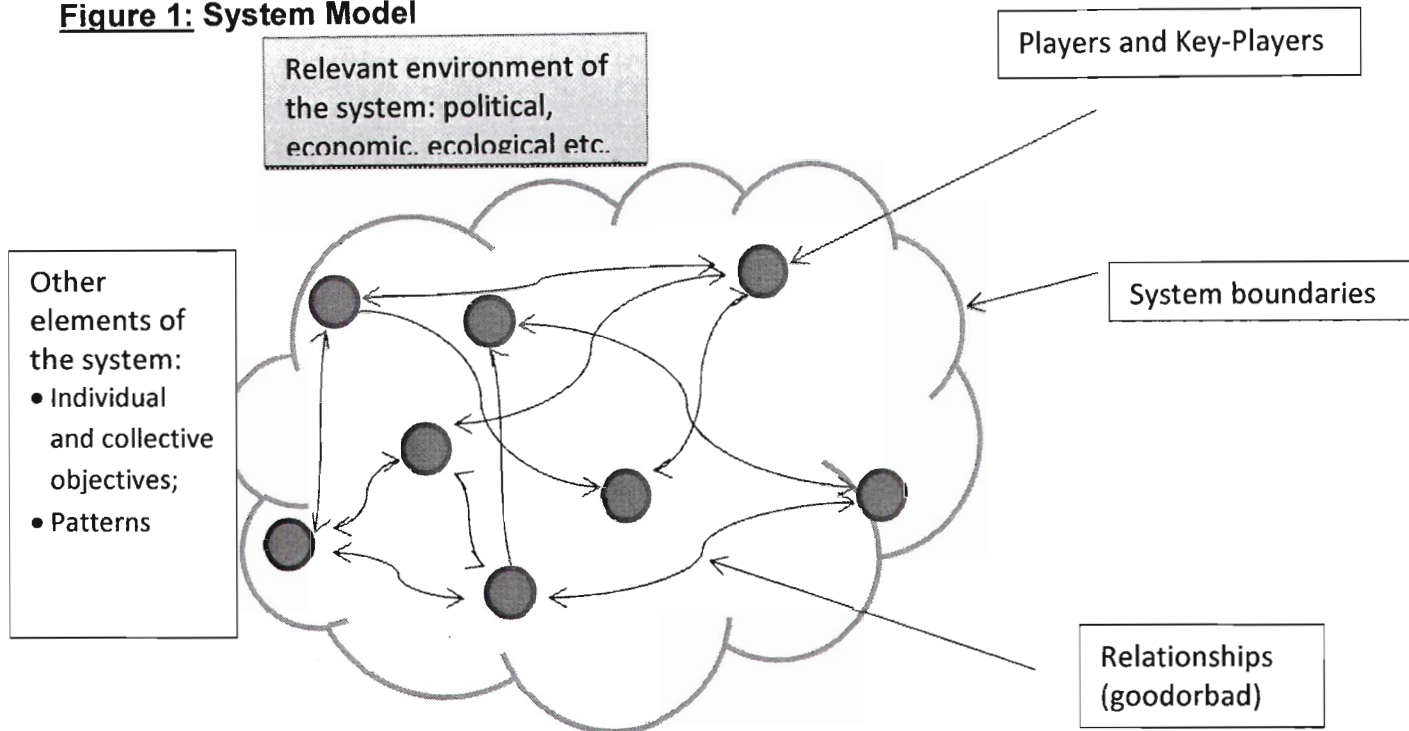 Figure 1: System Model
Relevant environment of
the system: political,
economic. ecological etc.
Players and Key-Players
Other
elements of
the system:
• Individual
and collective
objectives;
• Patterns
System boundaries
Relationships
(goodorbad)